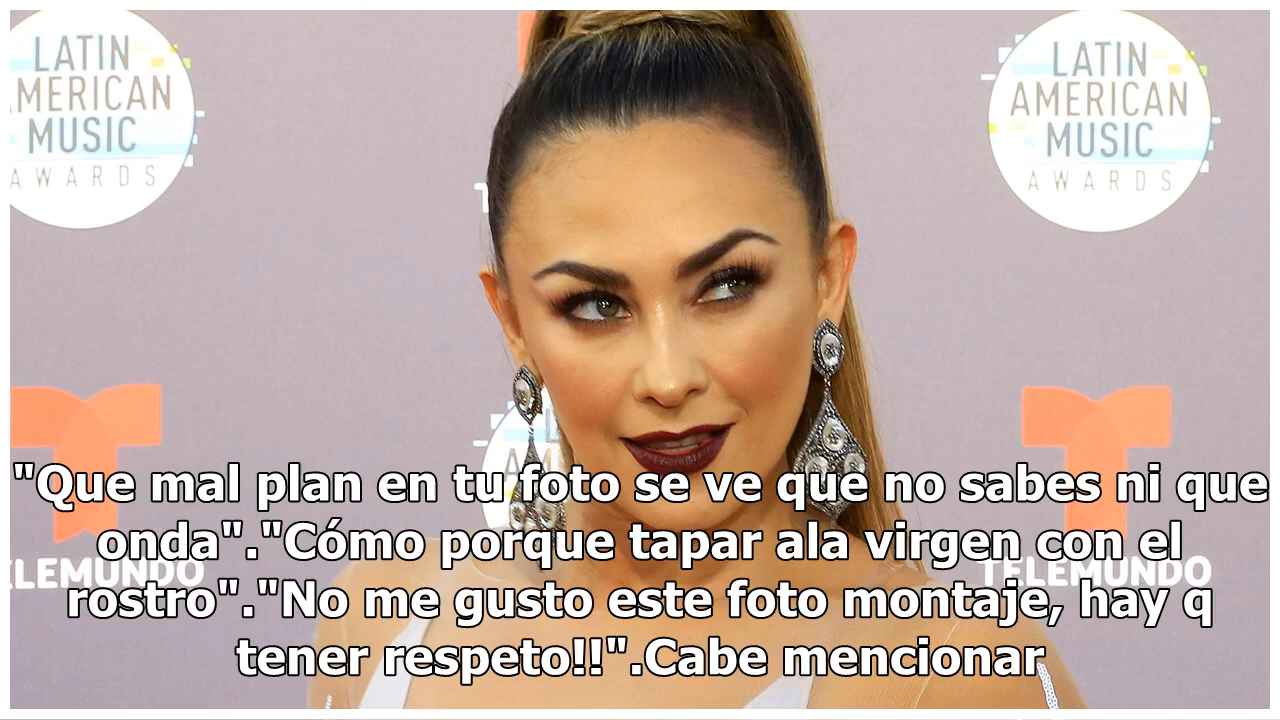 LATIN
AMERICAN
MUSIC
AWARDS
LATIN
AMERICAN
MUSIC
AWARDS
"Que mal plan en tu foto se ve que no sabes ni que
onda"."Cómo porque tapar ala virgen con el
rostro"."No me gusto este foto montaje, hay q
tener respeto!!".Cabe mencionar
TELEMUNDO